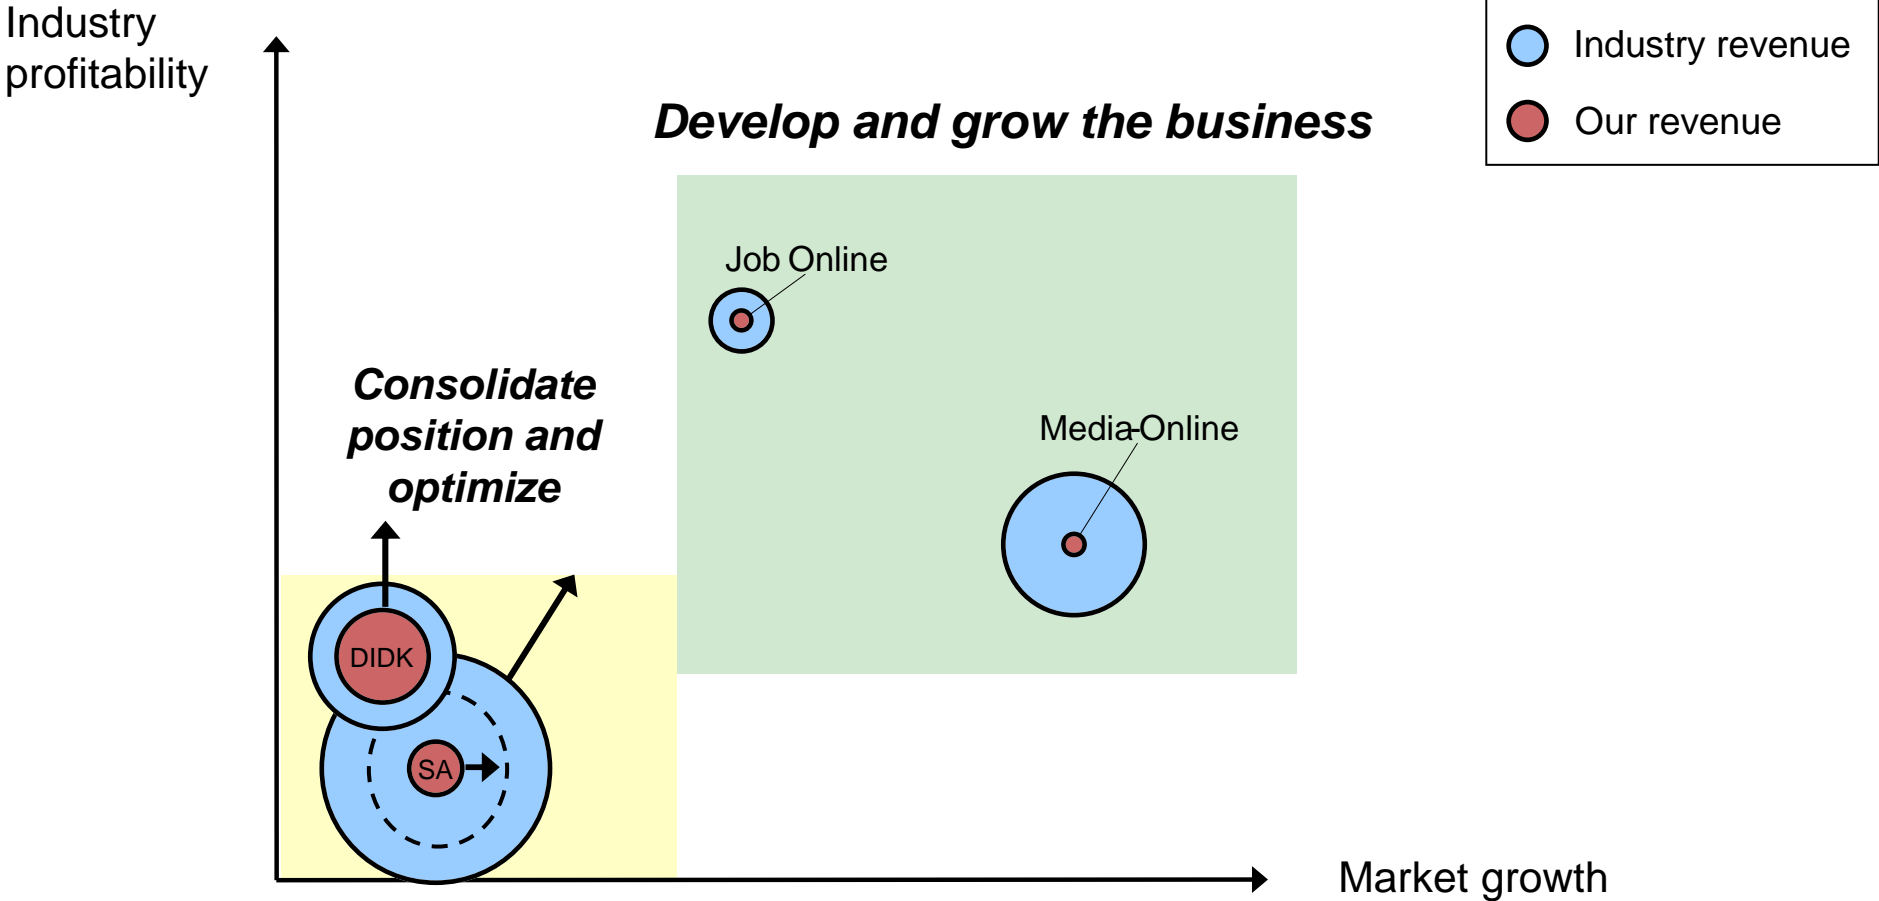 Industry
profitability
Industry revenue
Our revenue
Develop and grow the business
Job Online
Media-Online
Consolidate
position and
optimize
DIDK
SA
Market growth